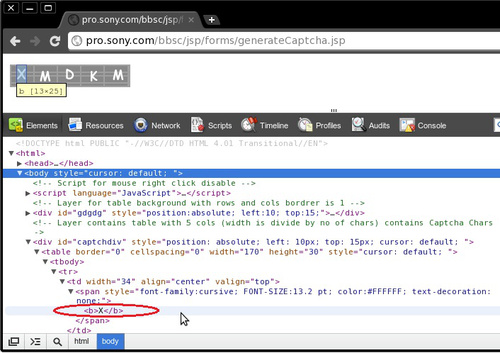 pro.sony.com/bbsc/jsp/f
pro.sony.com/bbsc/jsp/forms/generateCaptcha.jsp
X M D K M
b [13×25]
Elements Resources Network Scripts Timeline Profiles Audits Console
<!DOCTYPE html PUBLIC "-//W3C//DTD HTML 4.01 Transitional//EN">
▼<html>
▶<head>…</head>
▼<body style="cursor: default; ">
<!-- Script for mouse right click disable -->
▶<script language="JavaScript">…</script>
<!-- Layer for table background with rows and cols bordrer is 1 -->
▶<div id="gdgdg" style="position:absolute; left:10; top:15;">…</div>
<!-- Layer contains table with 5 cols (width is divide by no of chars) contains Captcha Chars --
>
▼<div id="captchdiv" style="position: absolute; left: 10px; top: 15px; cursor: default; ">
▼<table border="0" cellspacing="0" width="170" height="30" style="cursor: default; ">
▼<tbody>
▼<tr>
▼<td width="34" align="center" valign="top">
▼<span style="font-family:cursive; FONT-SIZE:13.2 pt; color:#FFFFFF; text-decoration:
none;">
<b>X</b>
</span>
</td>
html body